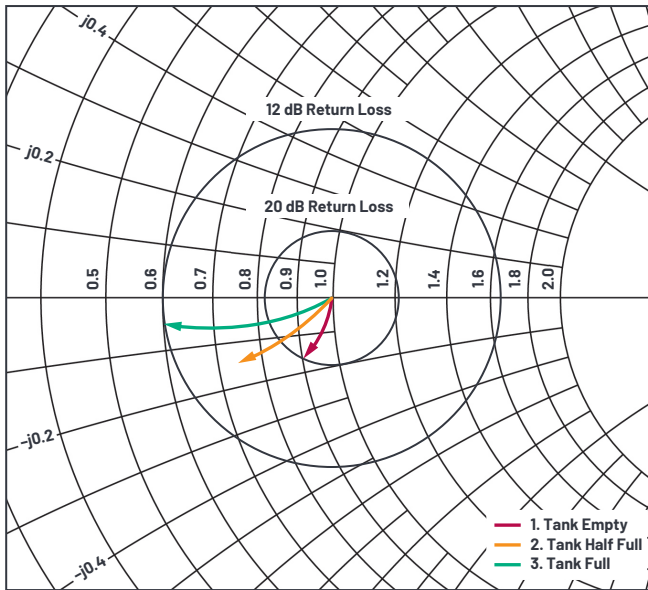 j0.4
12 dB Return Loss
j0.2
20 dB Return Loss
0.5
0.6
0.7
0.8
0.9
1.0
1.2
1.4
1.6
1.8
2.0
–j0.2
–j0.4
1. Tank Empty
2. Tank Half Full
3. Tank Full